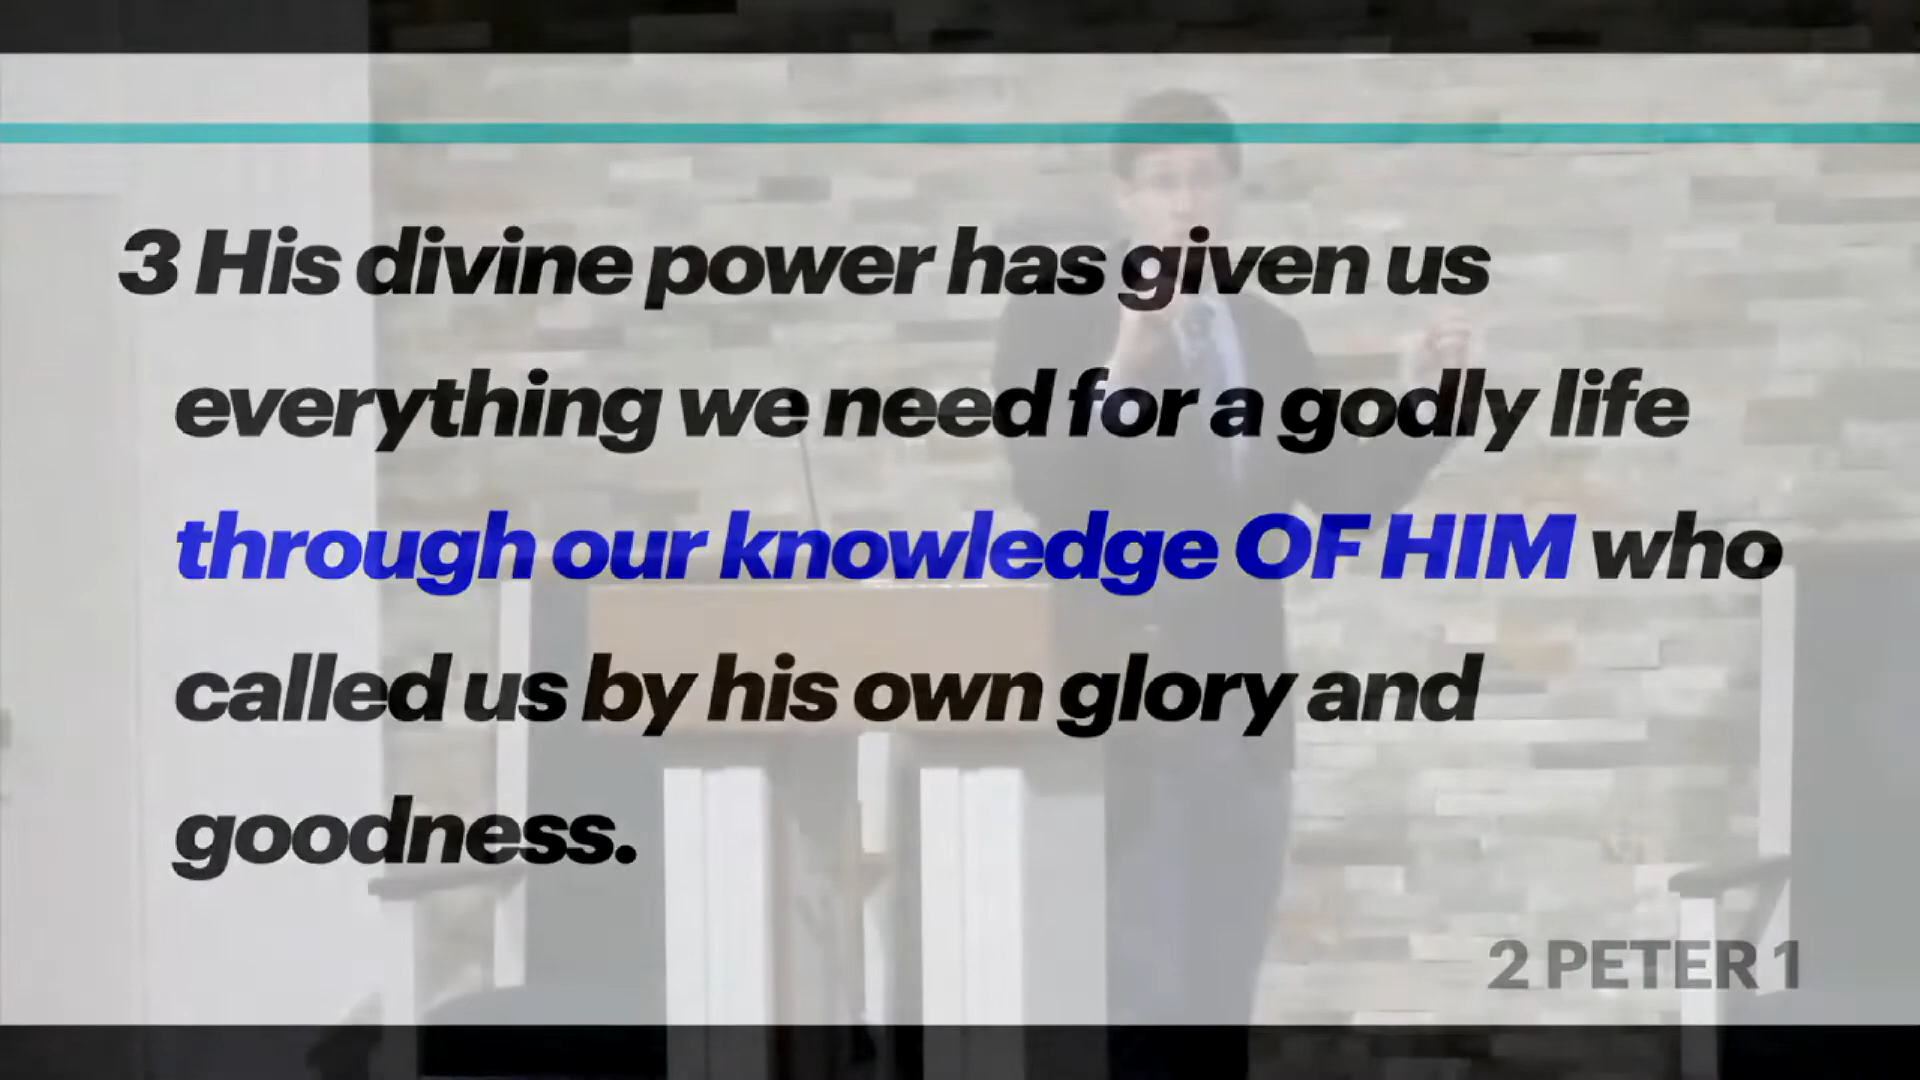 3 His divine power has given us
everything we need for a godly life
through our knowledge OF HIM who
called us by his own glory and
goodness.
2 PETER 1